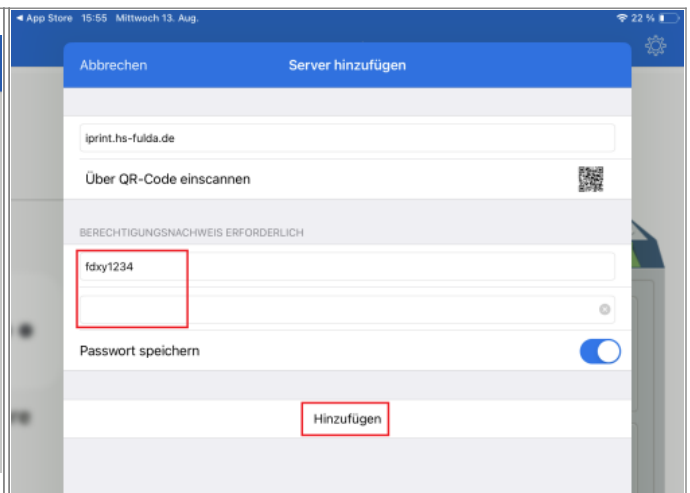 App Store 15:55 Mittwoch 13. Aug. 22 %
Abbrechen Server hinzufügen
iprint.hs-fulda.de
Über QR-Code einscannen
BERECHTIGUNGSNACHWEIS ERFORDERLICH
fdxy1234
Passwort speichern
Hinzufügen